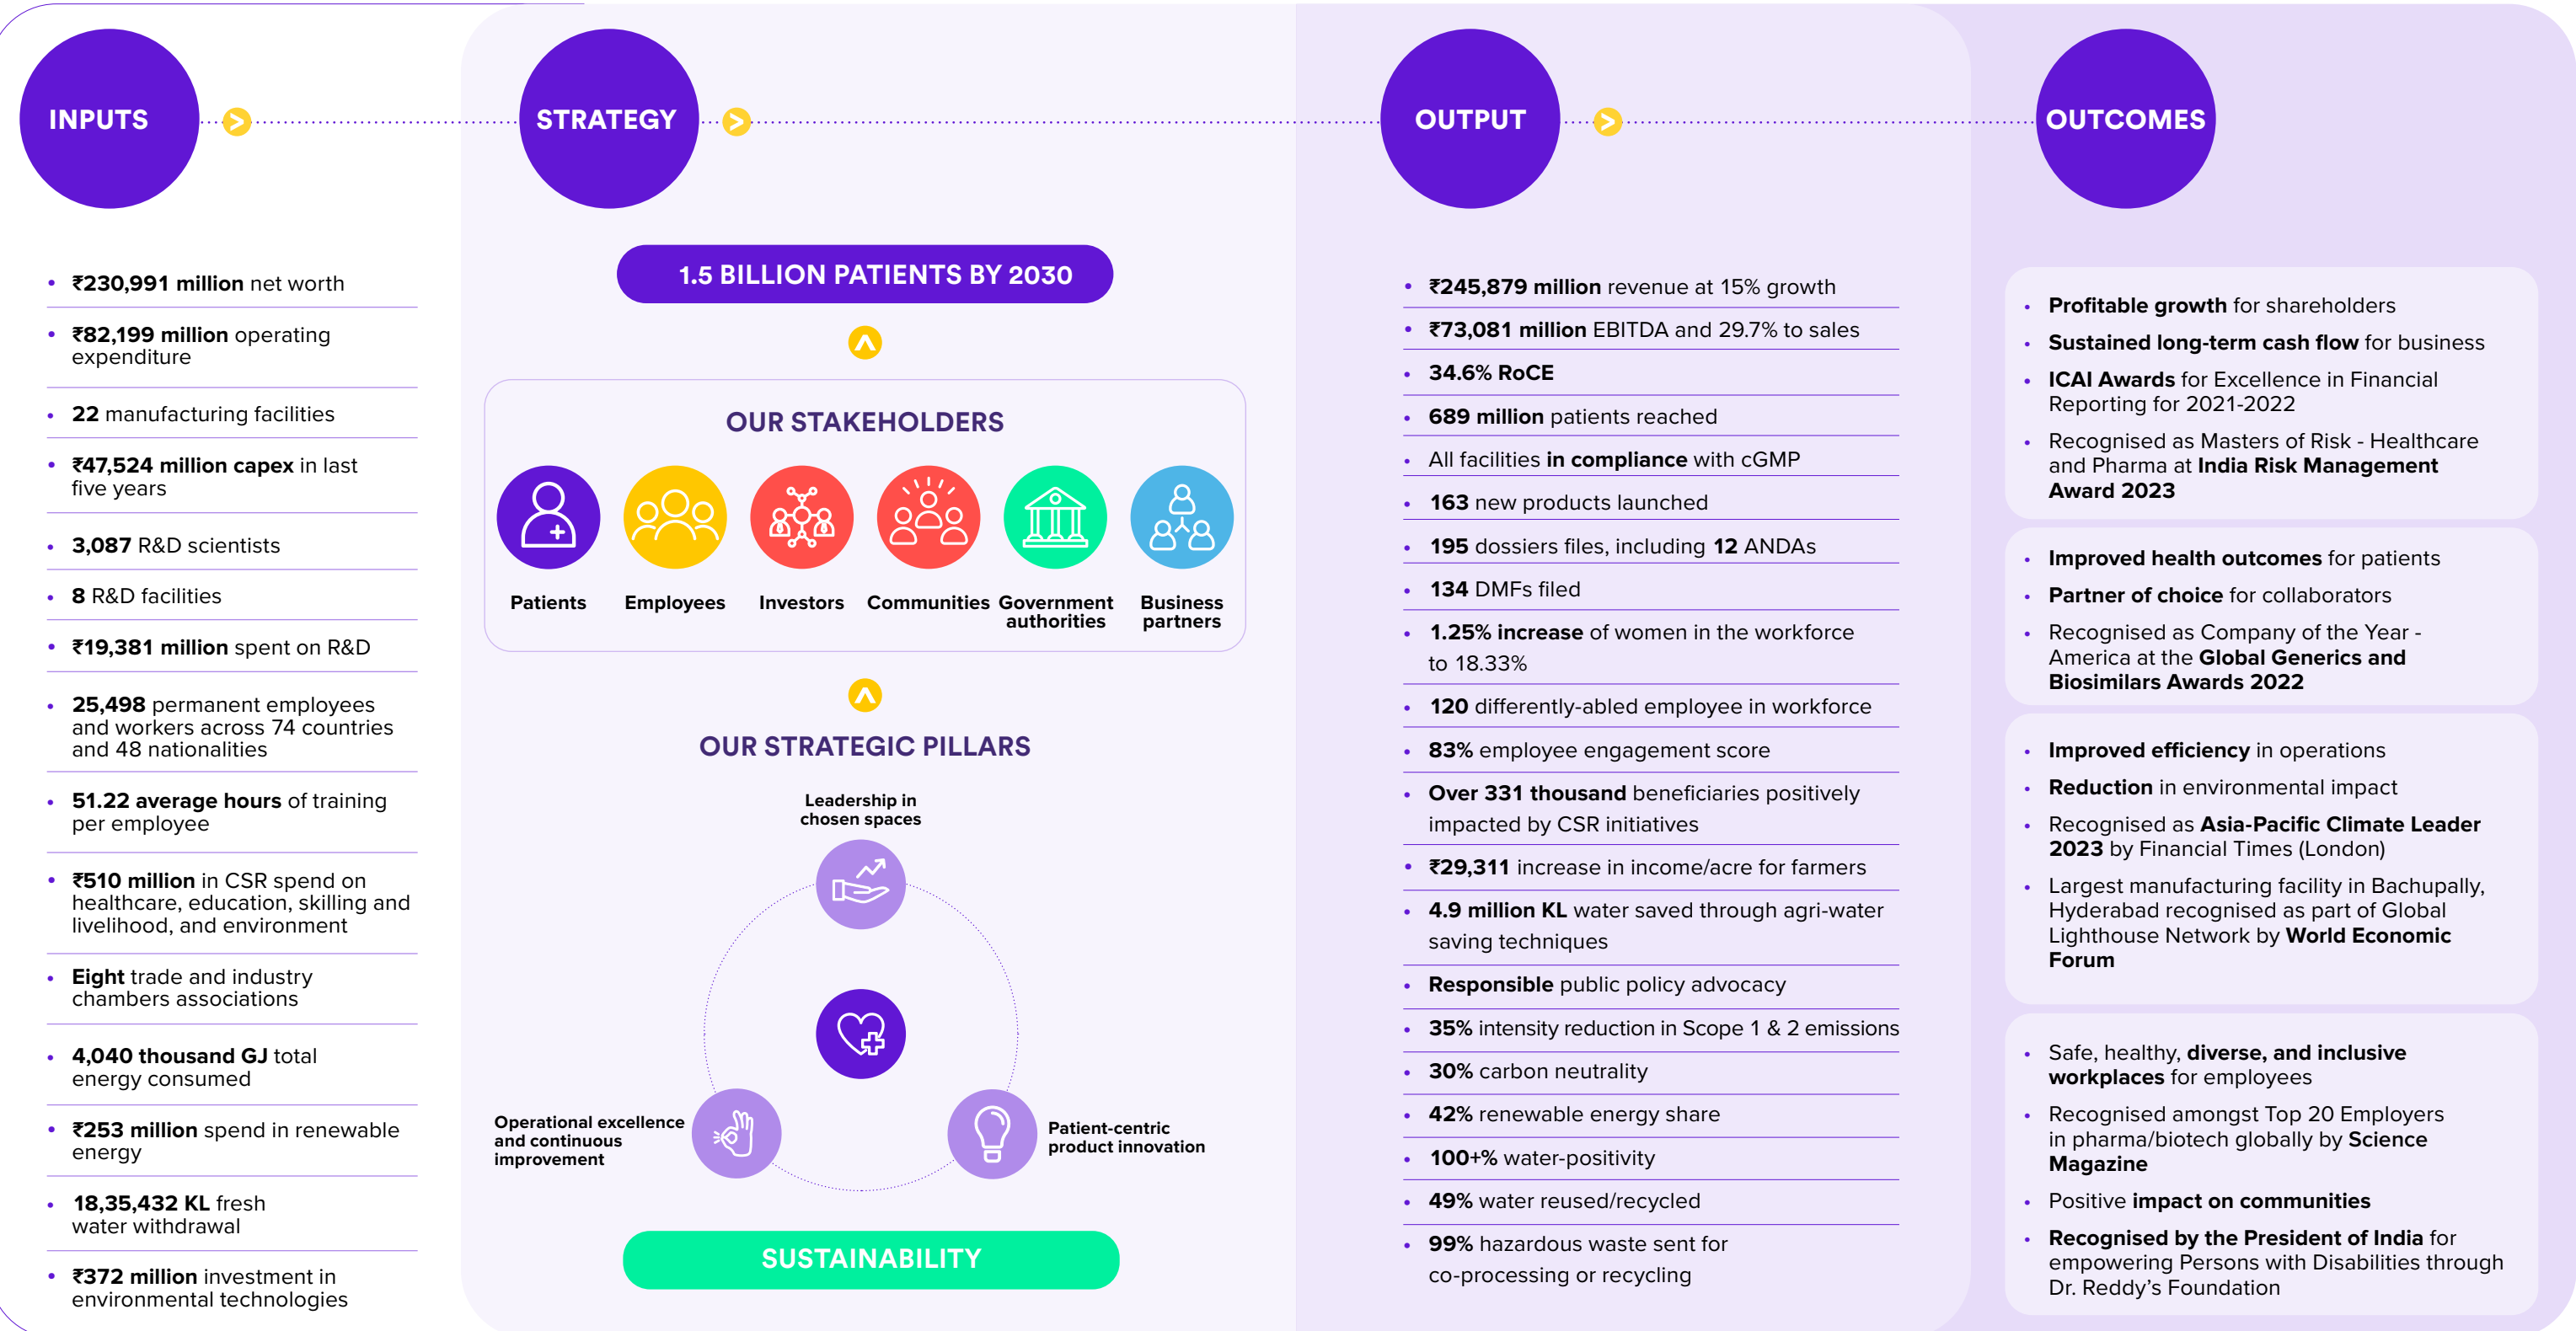 INPUTS
STRATEGY
OUTPUT
OUTCOMES
• ₹230,991 million net worth
• ₹82,199 million operating
expenditure
• 22 manufacturing facilities
• ₹47,524 million capex in last
five years
• 3,087 R&D scientists
• 8 R&D facilities
• ₹19,381 million spent on R&D
• 25,498 permanent employees
and workers across 74 countries
and 48 nationalities
• 51.22 average hours of training
per employee
• ₹510 million in CSR spend on
healthcare, education, skilling and
livelihood, and environment
• Eight trade and industry
chambers associations
• 4,040 thousand GJ total
energy consumed
• ₹253 million spend in renewable
energy
• 18,35,432 KL fresh
water withdrawal
• ₹372 million investment in
environmental technologies
1.5 BILLION PATIENTS BY 2030
OUR STAKEHOLDERS
Patients
Employees
Investors
Communities
Government
authorities
Business
partners
OUR STRATEGIC PILLARS
Leadership in
chosen spaces
Operational excellence
and continuous
improvement
Patient-centric
product innovation
SUSTAINABILITY
• ₹245,879 million revenue at 15% growth
• ₹73,081 million EBITDA and 29.7% to sales
• 34.6% RoCE
• 689 million patients reached
• All facilities in compliance with cGMP
• 163 new products launched
• 195 dossiers files, including 12 ANDAs
• 134 DMFs filed
• 1.25% increase of women in the workforce
to 18.33%
• 120 differently-abled employee in workforce
• 83% employee engagement score
• Over 331 thousand beneficiaries positively
impacted by CSR initiatives
• ₹29,311 increase in income/acre for farmers
• 4.9 million KL water saved through agri-water
saving techniques
• Responsible public policy advocacy
• 35% intensity reduction in Scope 1 & 2 emissions
• 30% carbon neutrality
• 42% renewable energy share
• 100+% water-positivity
• 49% water reused/recycled
• 99% hazardous waste sent for
co-processing or recycling
• Profitable growth for shareholders
• Sustained long-term cash flow for business
• ICAI Awards for Excellence in Financial
Reporting for 2021-2022
• Recognised as Masters of Risk - Healthcare
and Pharma at India Risk Management
Award 2023
• Improved health outcomes for patients
• Partner of choice for collaborators
• Recognised as Company of the Year -
America at the Global Generics and
Biosimilars Awards 2022
• Improved efficiency in operations
• Reduction in environmental impact
• Recognised as Asia-Pacific Climate Leader
2023 by Financial Times (London)
• Largest manufacturing facility in Bachupally,
Hyderabad recognised as part of Global
Lighthouse Network by World Economic
Forum
• Safe, healthy, diverse, and inclusive
workplaces for employees
• Recognised amongst Top 20 Employers
in pharma/biotech globally by Science
Magazine
• Positive impact on communities
• Recognised by the President of India for
empowering Persons with Disabilities through
Dr. Reddy's Foundation